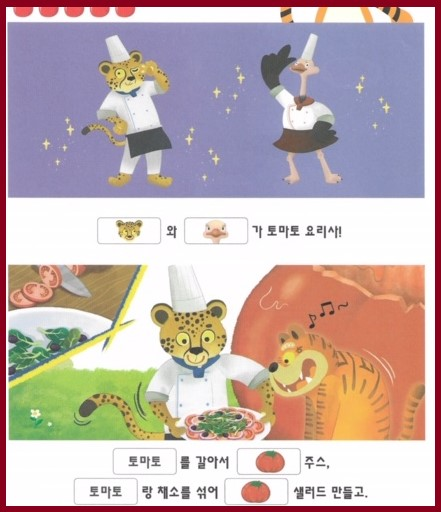 와 가 토마토 요리사!
토마토 를 갈아서 주스,
토마토 랑 채소를 섞어 샐러드 만들고.